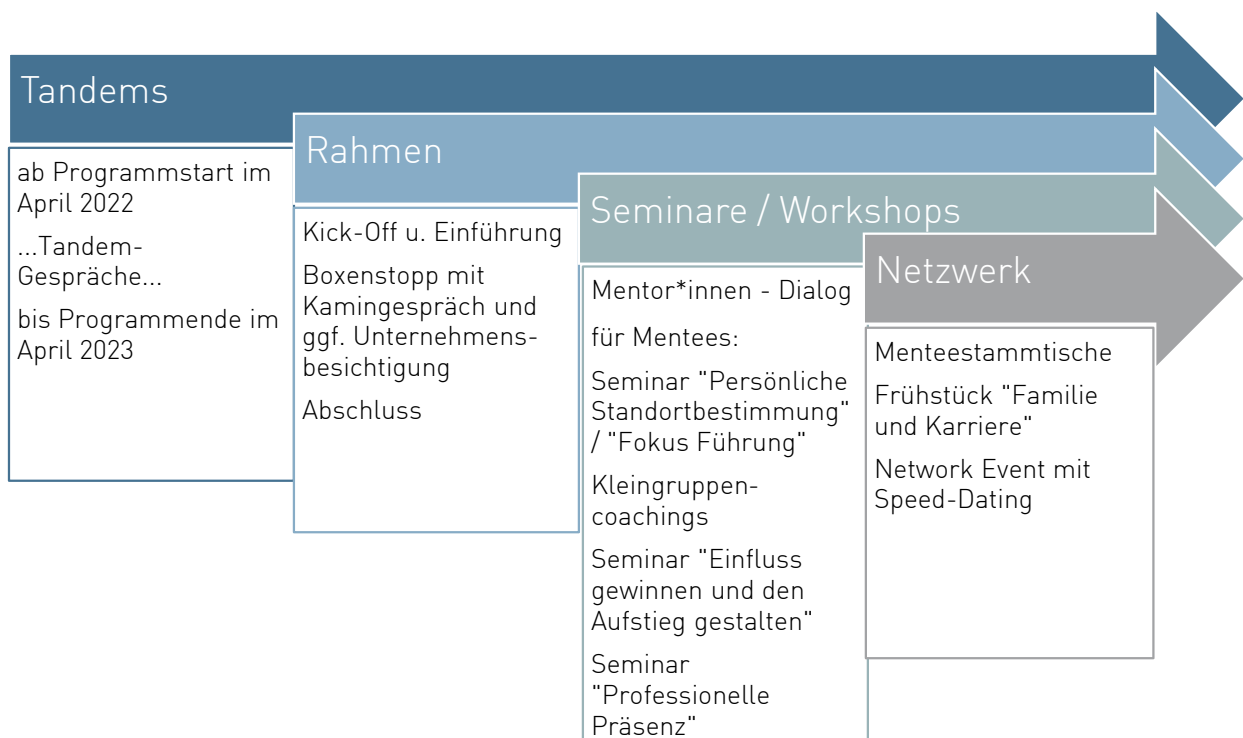 Tandems
ab Programmstart im
April 2022
...Tandem-
Gespräche...
bis Programmende im
April 2023
Rahmen
Kick-Off u. Einführung
Boxenstopp mit
Kamingespräch und
ggf. Unternehmens-
besichtigung
Abschluss
Seminare / Workshops
Mentor*innen - Dialog
für Mentees:
Seminar "Persönliche
Standortbestimmung"
/ "Fokus Führung"
Kleingruppen-
coachings
Seminar "Einfluss
gewinnen und den
Aufstieg gestalten"
Seminar
"Professionelle
Präsenz"
Netzwerk
Menteestammtische
Frühstück "Familie
und Karriere"
Network Event mit
Speed-Dating